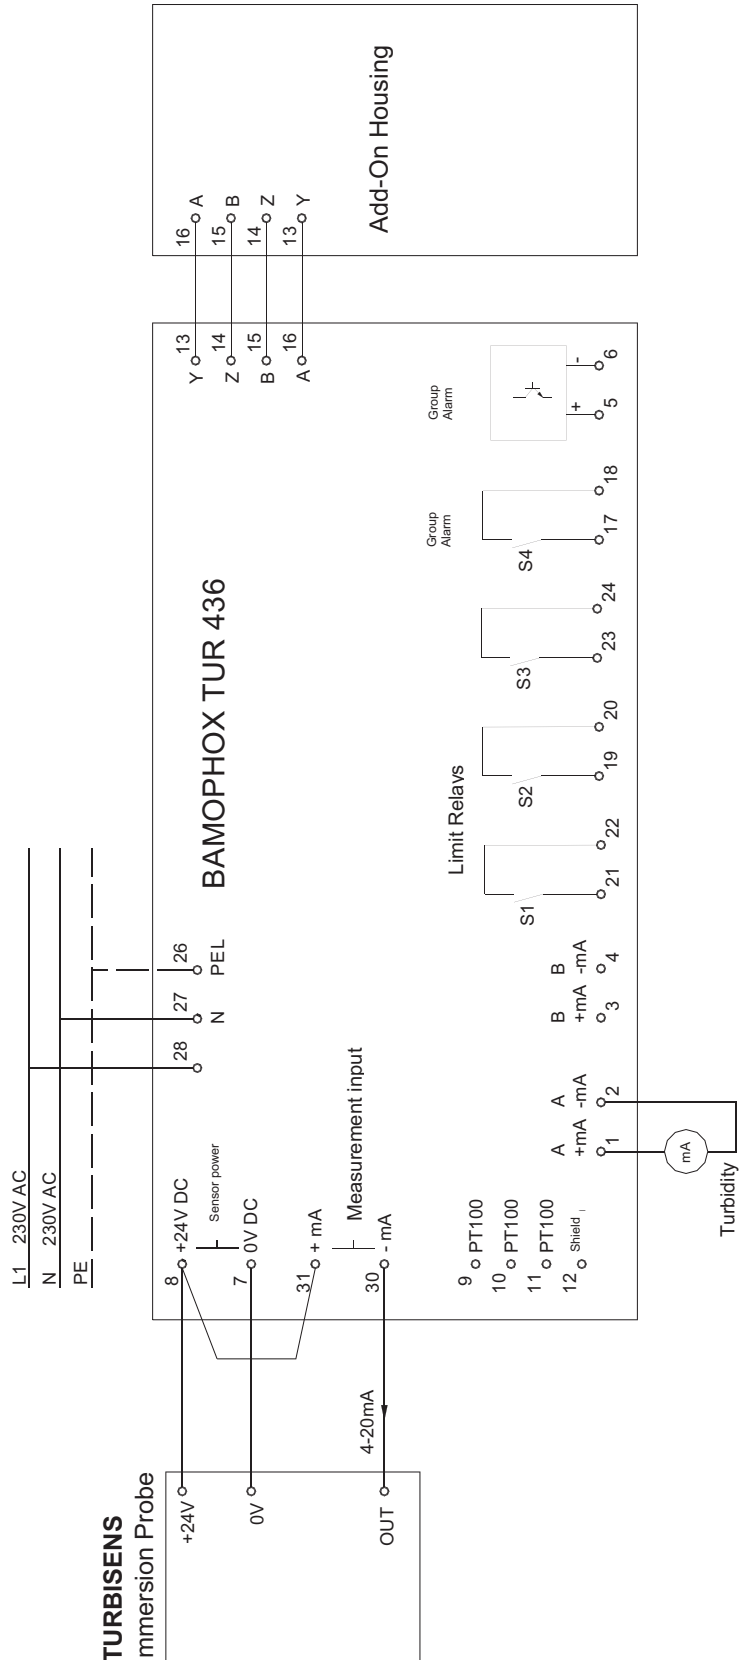 TURBISENS
mmersion Probe
+24V
0V
OUT
4-20mA
L1 230V AC
N 230V AC
PE
8 +24V DC
Sensor power
7 0V DC
31 + mA
Measurement input
30 - mA
9 PT100
10 PT100
11 PT100
12 Shield
28
27
N
26
PEL
BAMOPHOX TUR 436
A
+mA
1
A
-mA
2
mA
Turbidity
B
+mA
3
B
-mA
4
Limit Relavs
S1
21
22
S2
19
20
S3
23
24
Group
Alarm
S4
17
18
Group
Alarm
+
5
-
6
Y 13
Z 14
B 15
A 16
16 A
15 B
14 Z
13 Y
Add-On Housing